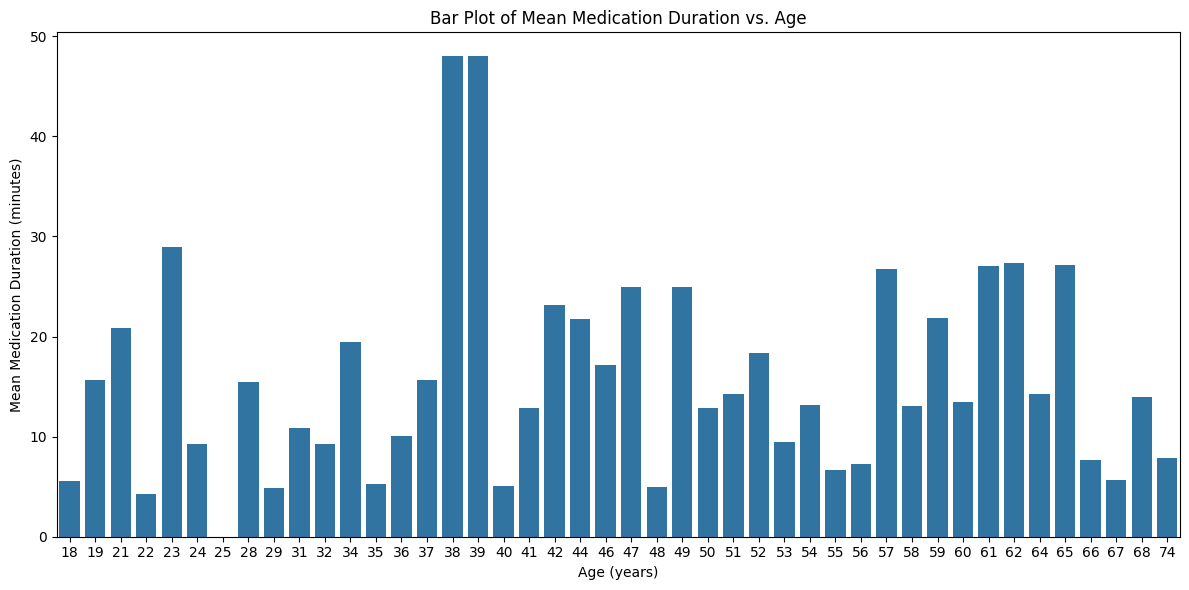 Bar Plot of Mean Medication Duration vs. Age
Mean Medication Duration (minutes)
50
40
30
20
10
0
18 19 21 22 23 24 25 28 29 31 32 34 35 36 37 38 39 40 41 42 44 46 47 48 49 50 51 52 53 54 55 56 57 58 59 60 61 62 64 65 66 67 68 74
Age (years)